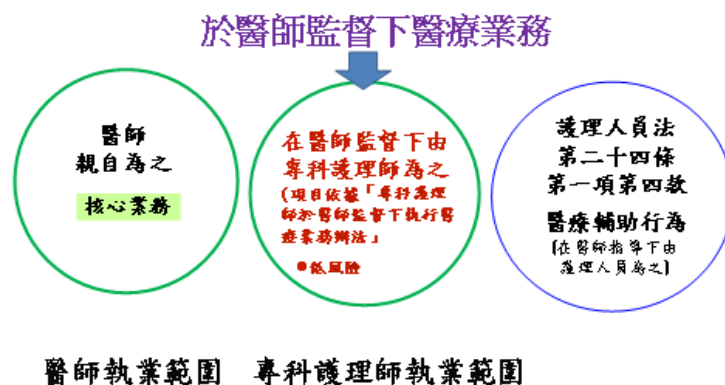 於醫師監督下醫療業務
醫師
親自為之
核心業務
在醫師監督下由
專科護理師為之
(項目依據「專科護理
師於醫師監督下執行醫
療業務辦法」
●低風險
護理人員法
第二十四條
第一項第四款
醫療輔助行為
(在醫師指導下由
護理人員為之)
醫師執業範圍 專科護理師執業範圍